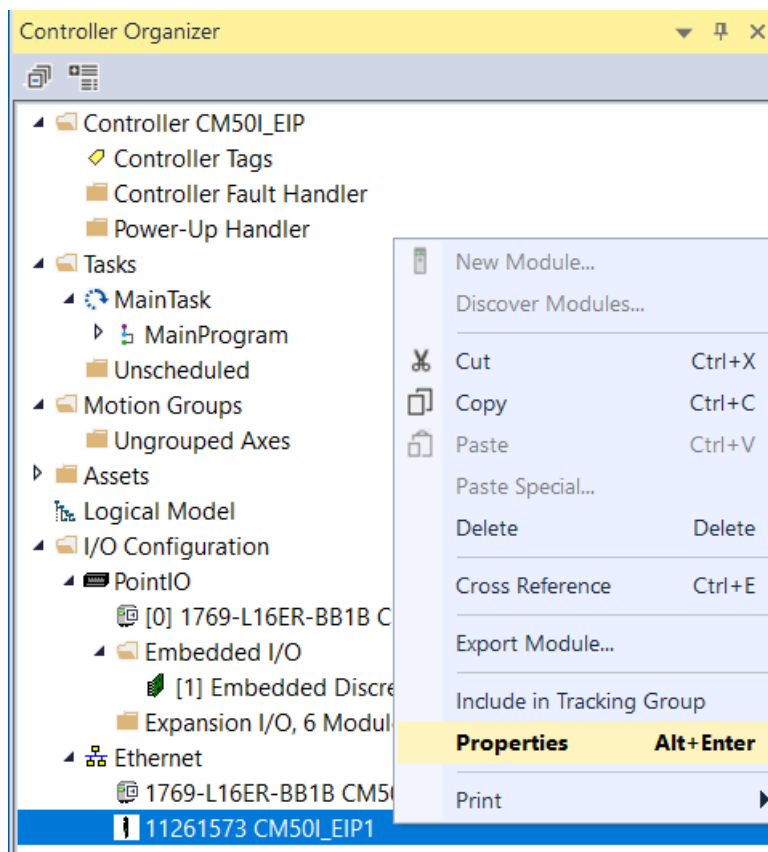 Controller Organizer
Controller CM50I_EIP
Controller Tags
Controller Fault Handler
Power-Up Handler
Tasks
MainTask
MainProgram
Unscheduled
Motion Groups
Ungrouped Axes
Assets
Logical Model
I/O Configuration
PointIO
[0] 1769-L16ER-BB1B C
Embedded I/O
[1] Embedded Discre
Expansion I/O, 6 Modul
Ethernet
1769-L16ER-BB1B CM50
11261573 CM50I_EIP1
New Module...
Discover Modules...
Cut Ctrl+X
Copy Ctrl+C
Paste Ctrl+V
Paste Special...
Delete Delete
Cross Reference Ctrl+E
Export Module...
Include in Tracking Group
Properties Alt+Enter
Print